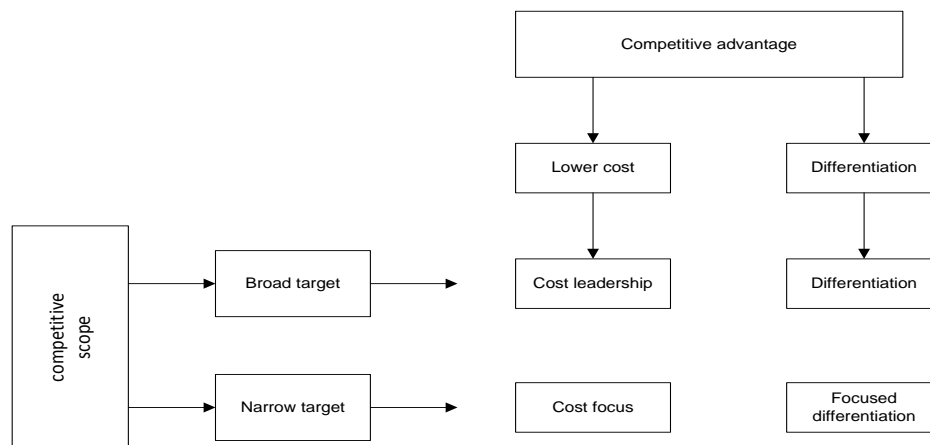 Competitive advantage
Lower cost
Differentiation
competitive
scope
Broad target
Cost leadership
Differentiation
Narrow target
Cost focus
Focused
differentiation